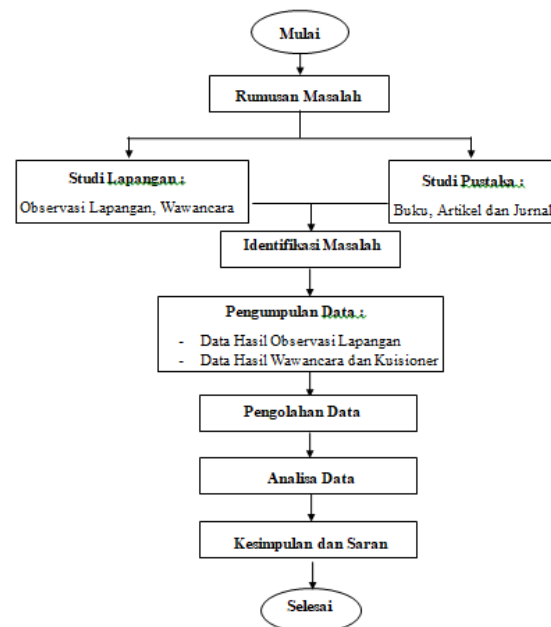 Mulai
Rumusan Masalah
Studi Lapangan :
Observasi Lapangan, Wawancara
Studi Pustaka :
Buku, Artikel dan Jurnal
Identifikasi Masalah
Pengumpulan Data :
- Data Hasil Observasi Lapangan
- Data Hasil Wawancara dan Kuisioner
Pengolahan Data
Analisa Data
Kesimpulan dan Saran
Selesai